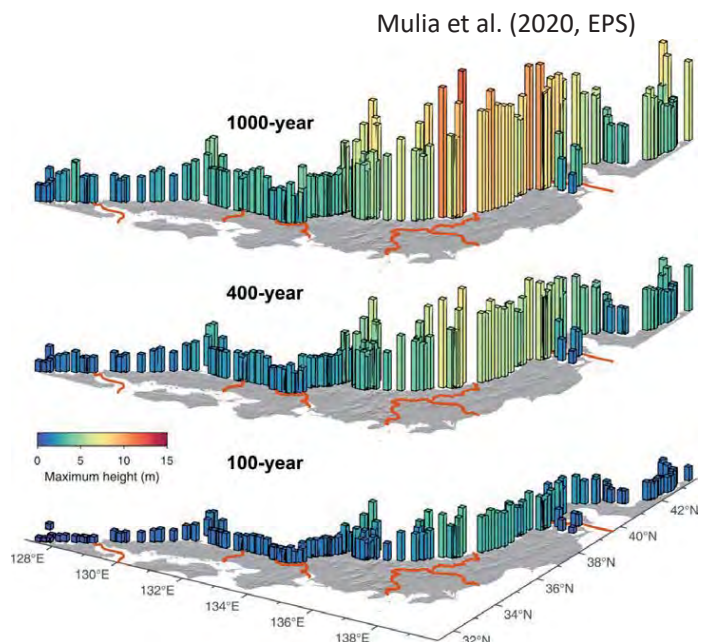 Mulia et al. (2020, EPS)
1000-year
400-year
0 5 10 15
Maximum height (m)
100-year
128°E
130°E
132°E
134°E
136°E
138°E
32°N
34°N
36°N
38°N
40°N
42°N